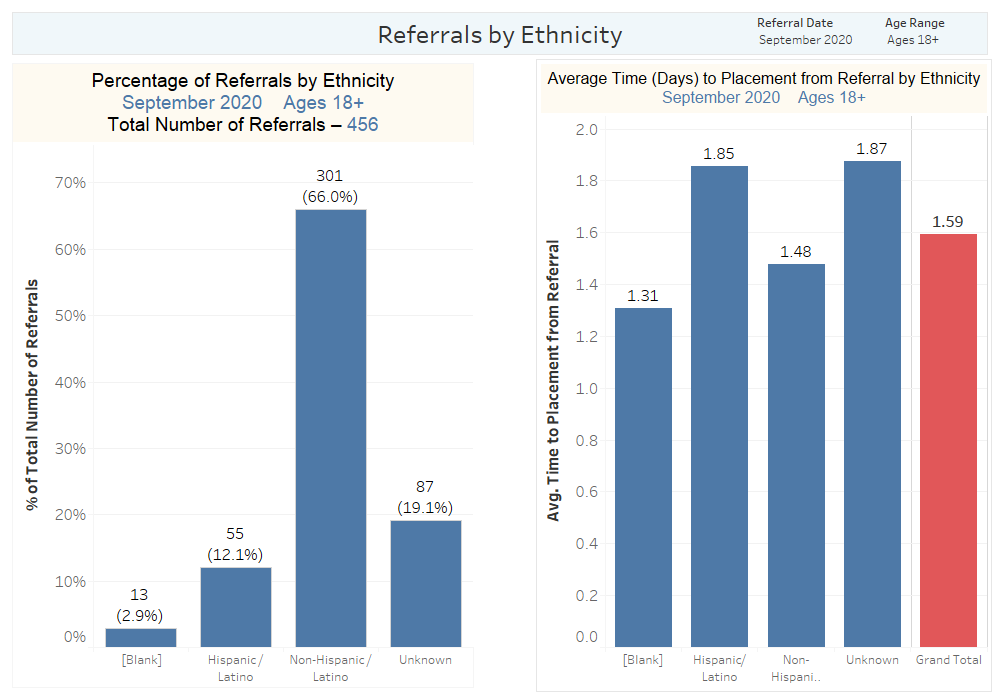 Referrals by Ethnicity
Referral Date
September 2020
Age Range
Ages 18+
Percentage of Referrals by Ethnicity
September 2020 Ages 18+
Total Number of Referrals – 456
% of Total Number of Referrals
70%
60%
50%
40%
30%
20%
10%
0%
13
(2.9%)
55
(12.1%)
301
(66.0%)
87
(19.1%)
[Blank]
Hispanic/
Latino
Non-Hispanic/
Latino
Unknown
Average Time (Days) to Placement from Referral by Ethnicity
September 2020 Ages 18+
Avg. Time to Placement from Referral
2.0
1.8
1.6
1.4
1.2
1.0
0.8
0.6
0.4
0.2
0.0
1.31
1.85
1.48
1.87
1.59
[Blank]
Hispanic/
Latino
Non-
Hispani..
Unknown
Grand Total